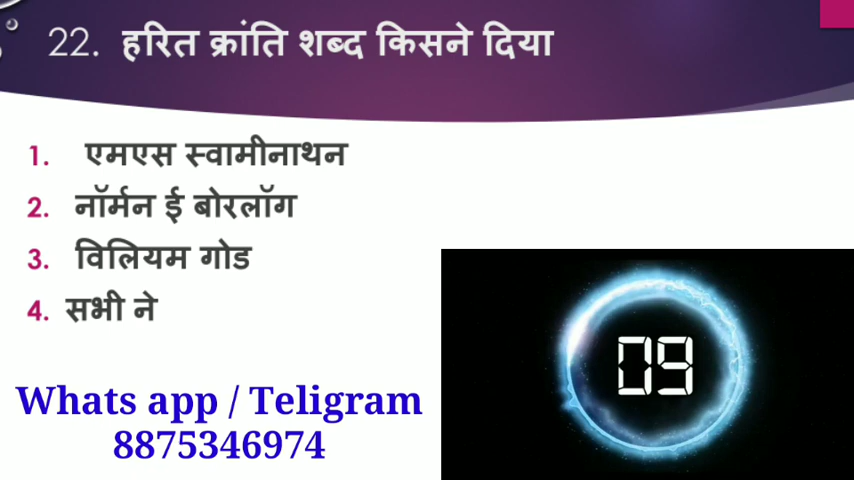 22. हरित क्रांति शब्द किसने दिया
1. एमएस स्वामीनाथन
2. नॉर्मन ई बोरलॉग
3. विलियम गोड
4. सभी ने
09
Whats app / Teligram
8875346974